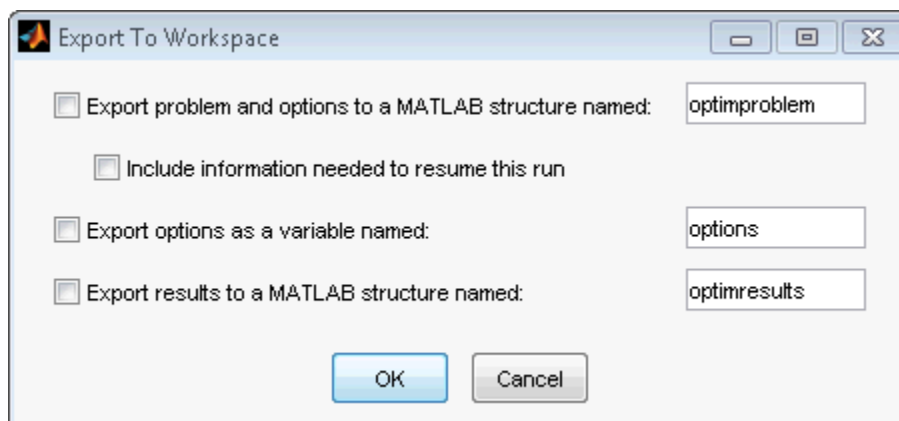 Export To Workspace
Export problem and options to a MATLAB structure named: optimproblem
Include information needed to resume this run
Export options as a variable named: options
Export results to a MATLAB structure named: optimresults
OK Cancel